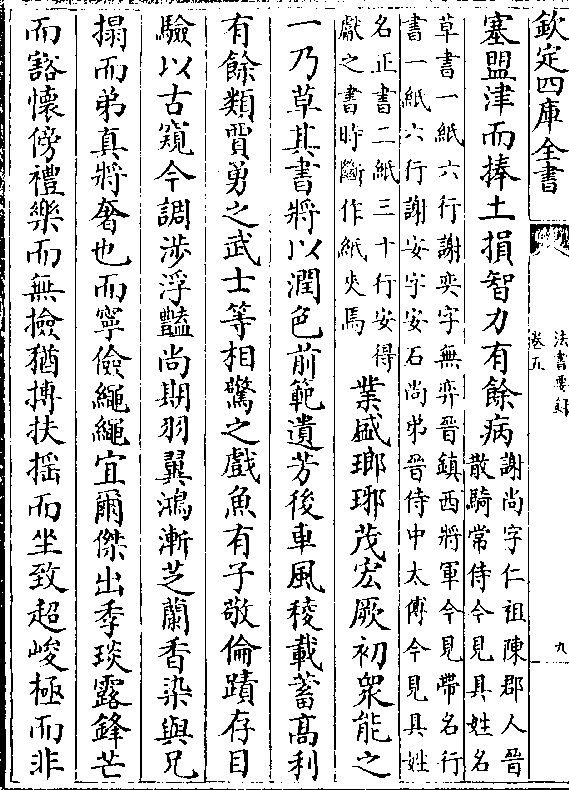 欽定四庫全書
法書要録
卷五
九
塞盟津而捧土損智力有餘病
謝尚字仁祖陳郡人晉
散騎常侍今見具姓名
草書一紙六行謝奕字無弈晉鎮西將軍今見帶名行
書一紙六行謝安字安石尚弟晉侍中太傅今見具姓
名正書二紙三十行安得
獻之書時斷作紙夾焉
業盛瑯琊茂宏厥初衆能之
一乃草其書將以潤色前範遺芳後車風稜載蓄髙利
有餘類賈勇之武士等相驚之戲魚有子敬倫蹟存目
驗以古窺今調涉浮豔尚期羽翼鴻漸芝蘭香染與兄
搨而弟真將奢也而寧儉繩繩宜爾傑出季琰露鋒芒
而豁懷傍禮樂而無撿猶摶扶揺而坐致超峻極而非